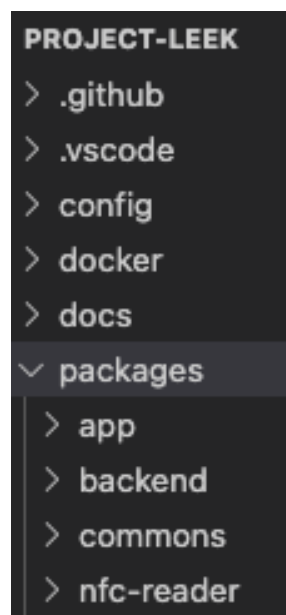 PROJECT-LEEK
.github
.vscode
config
docker
docs
packages
app
backend
commons
nfc-reader